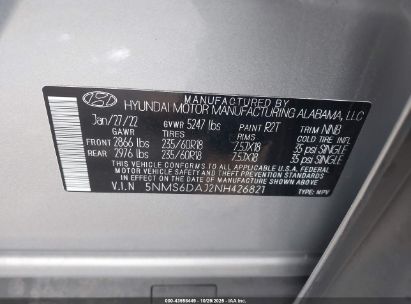 MANUFACTURED BY
HYUNDAI MOTOR MANUFACTURING ALABAMA, LLC
Jan/27/22 GVWR 5247 lbs PAINT R2T TRIM NNB
GAWR TIRES RIMS COLD TIRE INF.
FRONT 2866 lbs 235/60R18 7.5JX18 35 psi SINGLE
REAR 2976 lbs 235/60R18 7.5JX18 35 psi SINGLE
THIS VEHICLE CONFORMS TO ALL APPLICABLE U.S. FEDERAL
MOTOR VEHICLE SAFETY AND THEFT PREVENTION STANDARDS
IN EFFECT ON THE DATE OF MANUFACTURE SHOWN ABOVE.
V.I.N 5NMS6DAJ2NH426827 TYPE: MPV